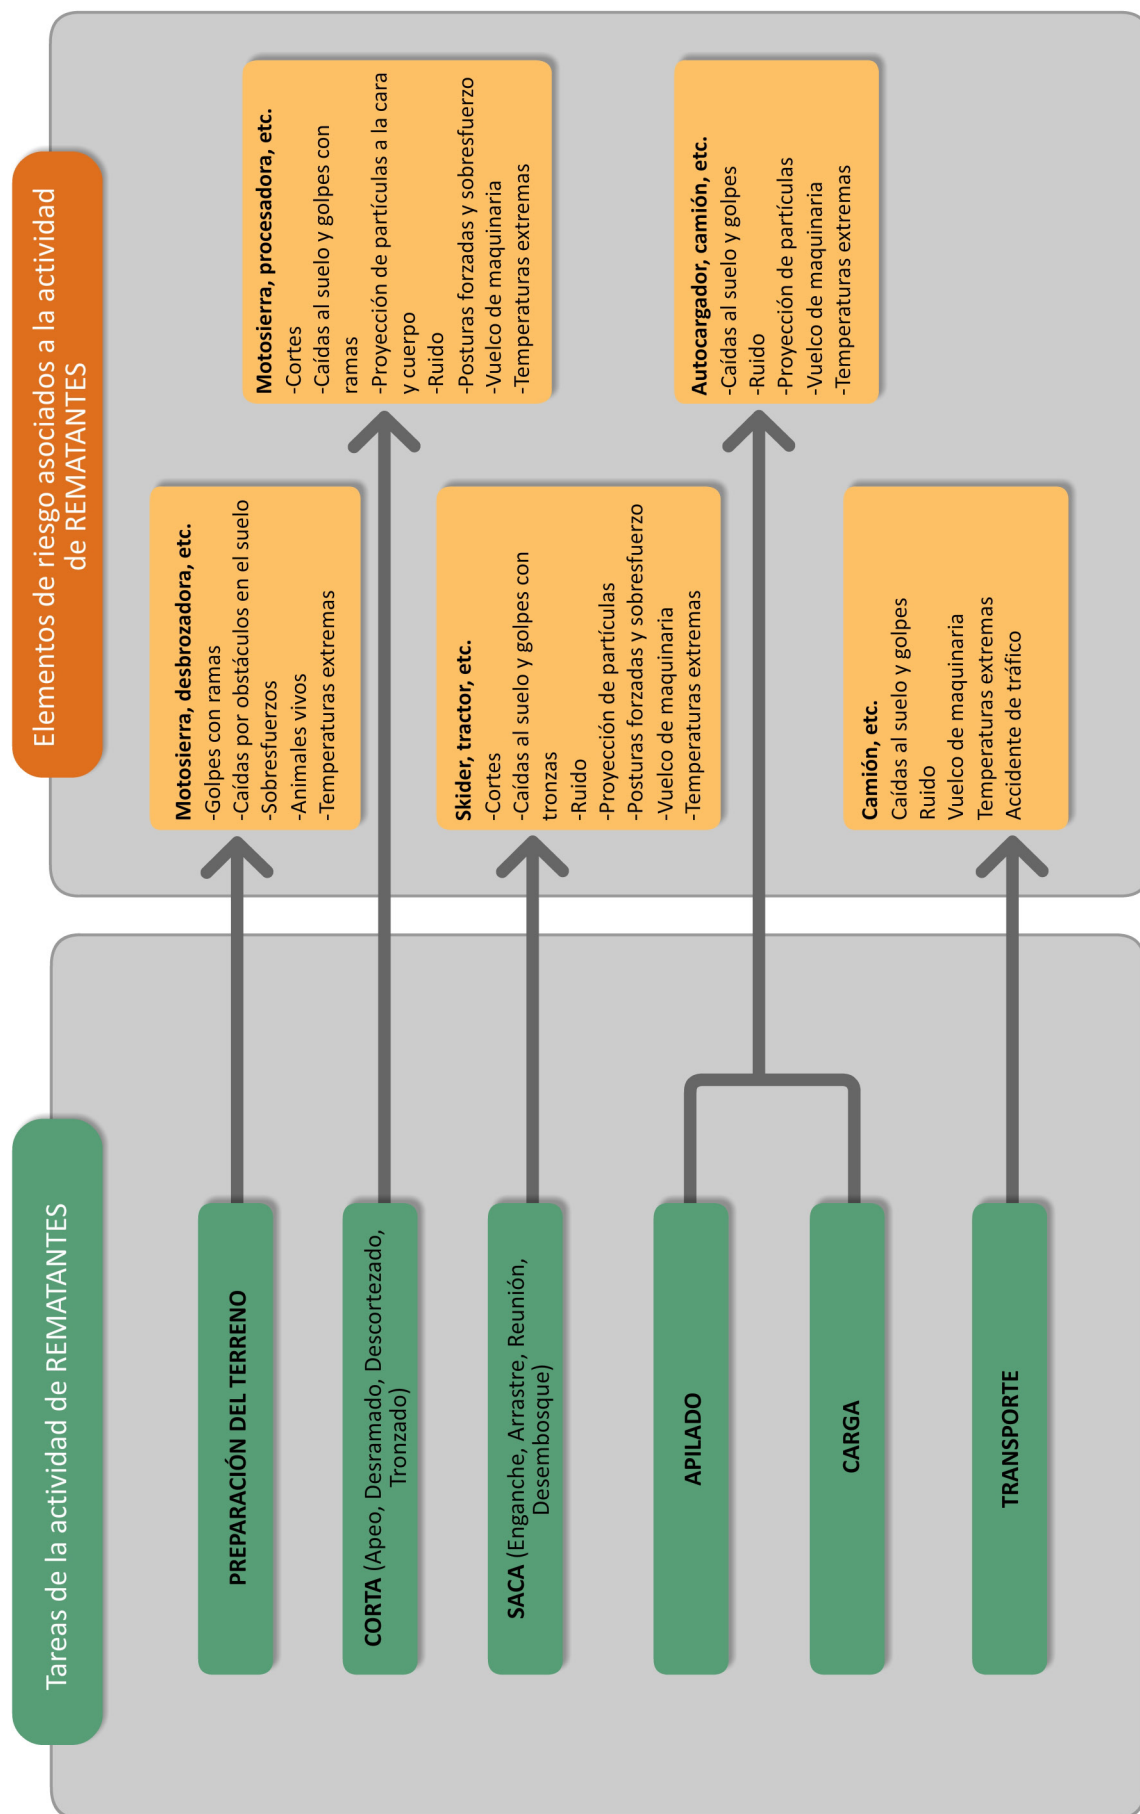 Tareas de la actividad de REMATANTES
PREPARACIÓN DEL TERRENO
CORTA (Apeo, Desramado, Descortezado,
Tronzado)
SACA (Enganche, Arrastre, Reunión,
Desembosque)
APILADO
CARGA
TRANSPORTE
Elementos de riesgo asociados a la actividad
de REMATANTES
Motosierra, desbrozadora, etc.
-Golpes con ramas
-Caídas por obstáculos en el suelo
-Sobresfuerzos
-Animales vivos
-Temperaturas extremas
Motosierra, procesadora, etc.
-Cortes
-Caídas al suelo y golpes con
ramas
-Proyección de partículas a la cara
y cuerpo
-Ruido
-Posturas forzadas y sobresfuerzo
-Vuelco de maquinaria
-Temperaturas extremas
Skider, tractor, etc.
-Cortes
-Caídas al suelo y golpes con
tronzas
-Ruido
-Proyección de partículas
-Posturas forzadas y sobresfuerzo
-Vuelco de maquinaria
-Temperaturas extremas
Autocargador, camión, etc.
-Caídas al suelo y golpes
-Ruido
-Proyección de partículas
-Vuelco de maquinaria
-Temperaturas extremas
Camión, etc.
Caídas al suelo y golpes
Ruido
Vuelco de maquinaria
Temperaturas extremas
Accidente de tráfico